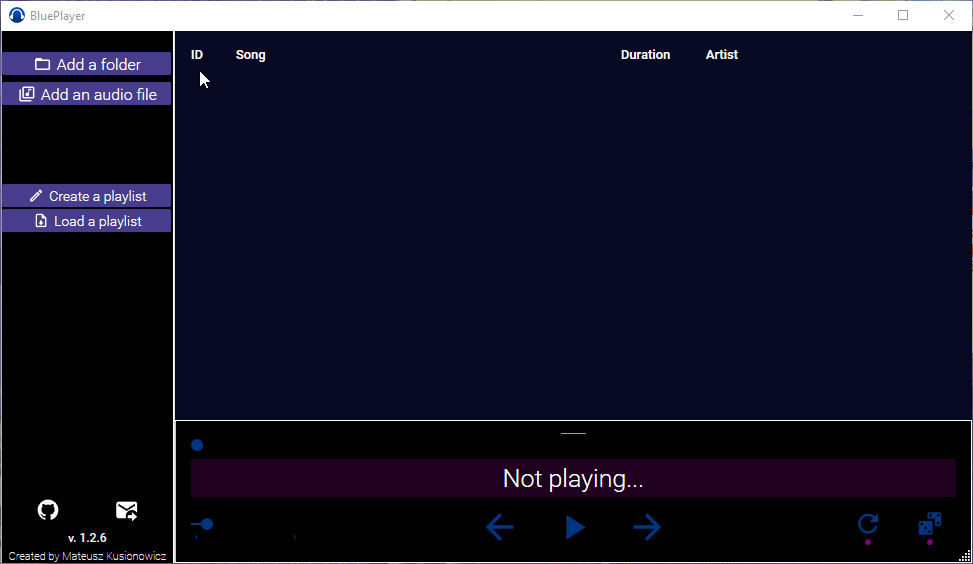 BluePlayer
Add a folder
Add an audio file
Create a playlist
Load a playlist
v. 1.2.6
Created by Mateusz Kusionowicz
ID Song Duration Artist
Not playing...